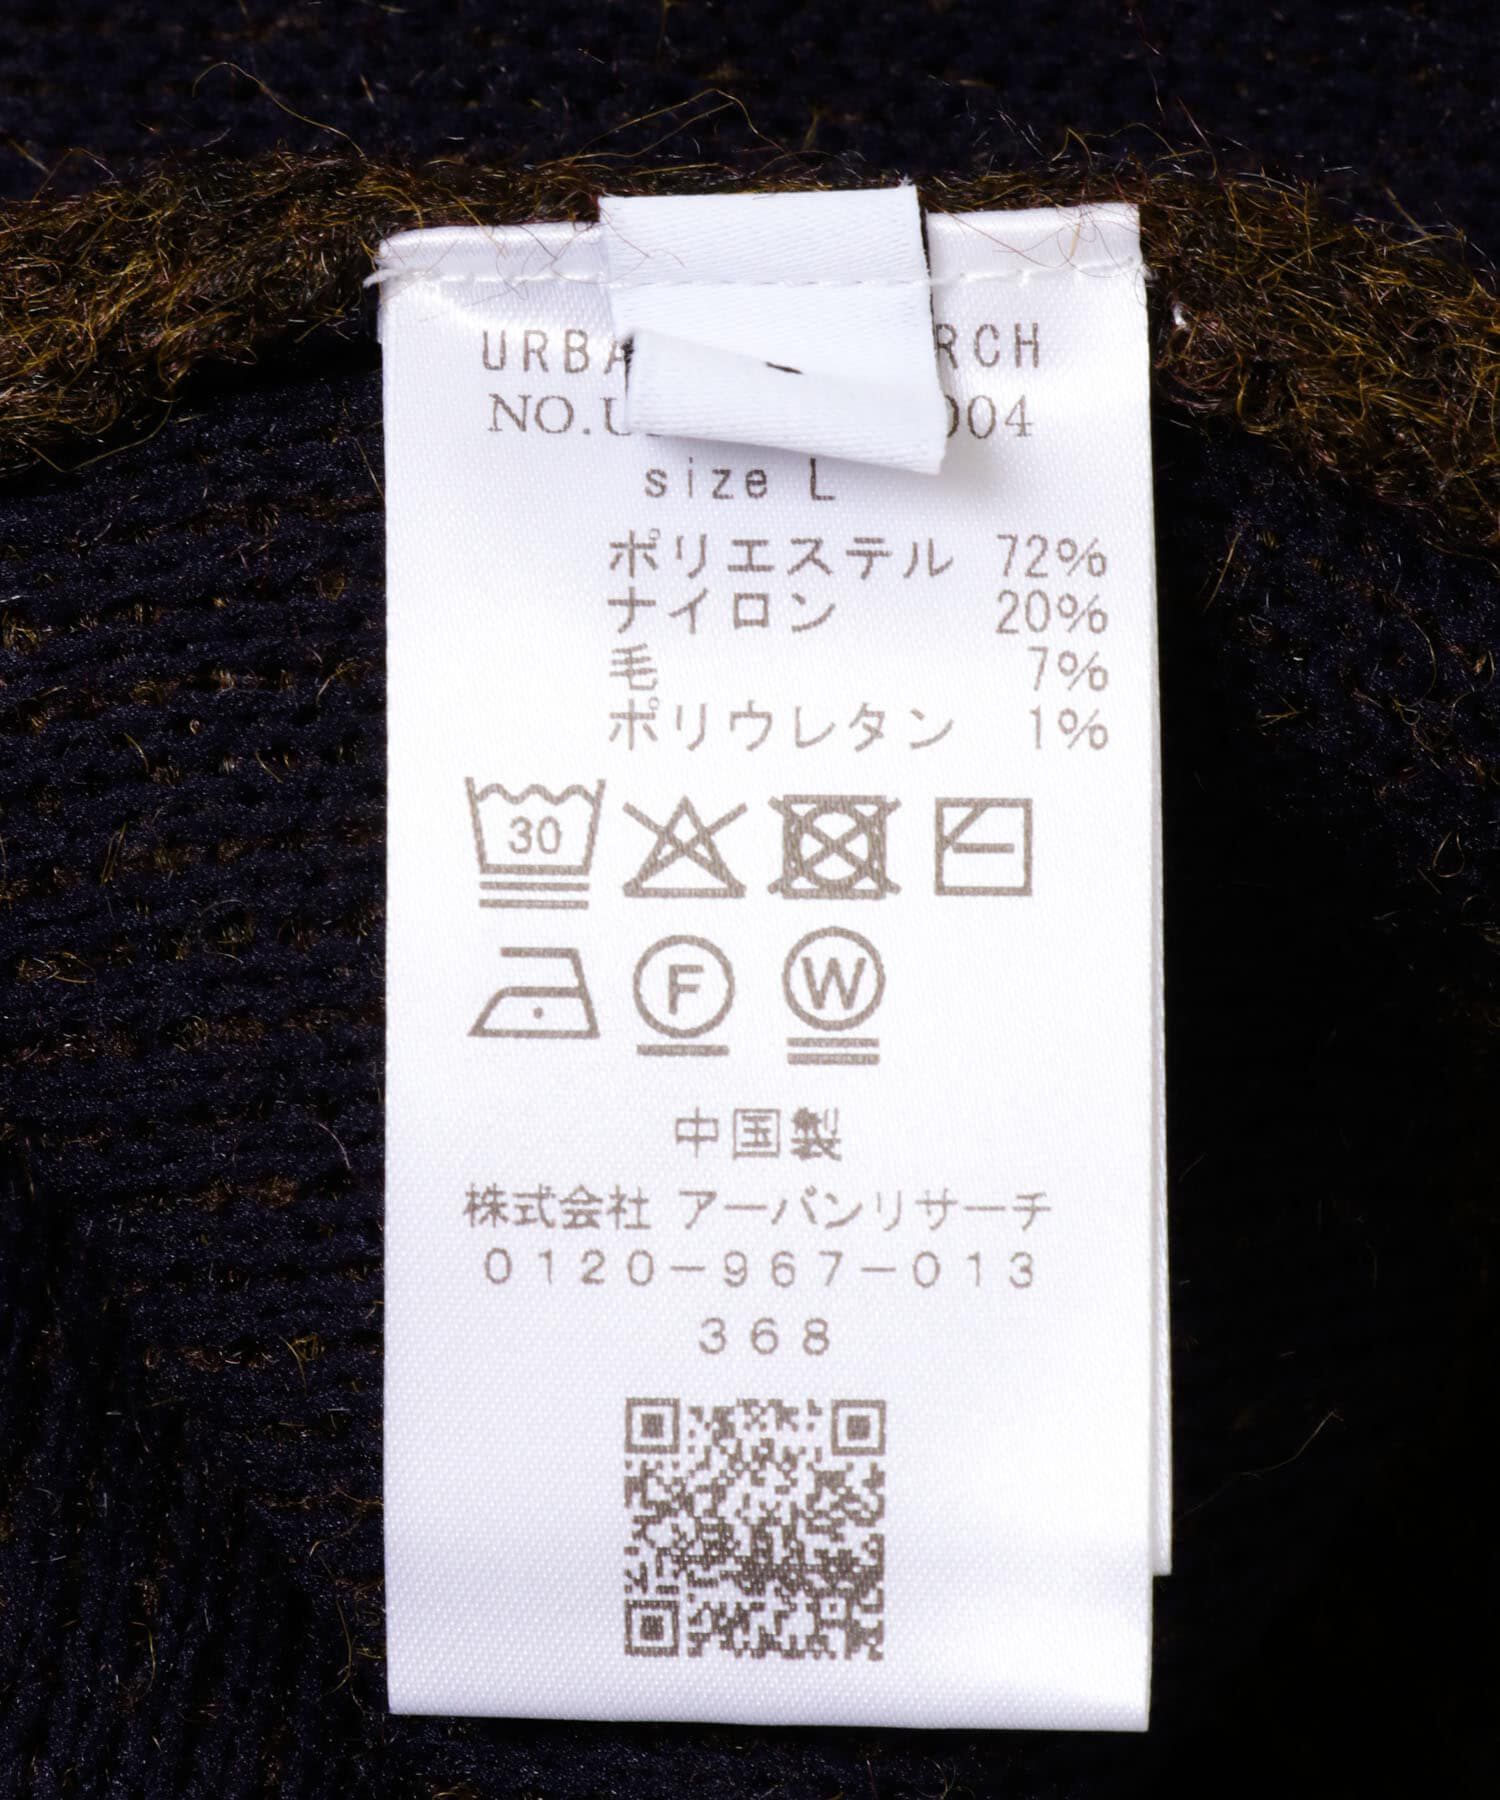 URBA RCH
NO.U 004
size L
ポリエステル 72%
ナイロン 20%
毛 7%
ポリウレタン 1%
30
F W
中国製
株式会社 アーバンリサーチ
0120-967-013
368